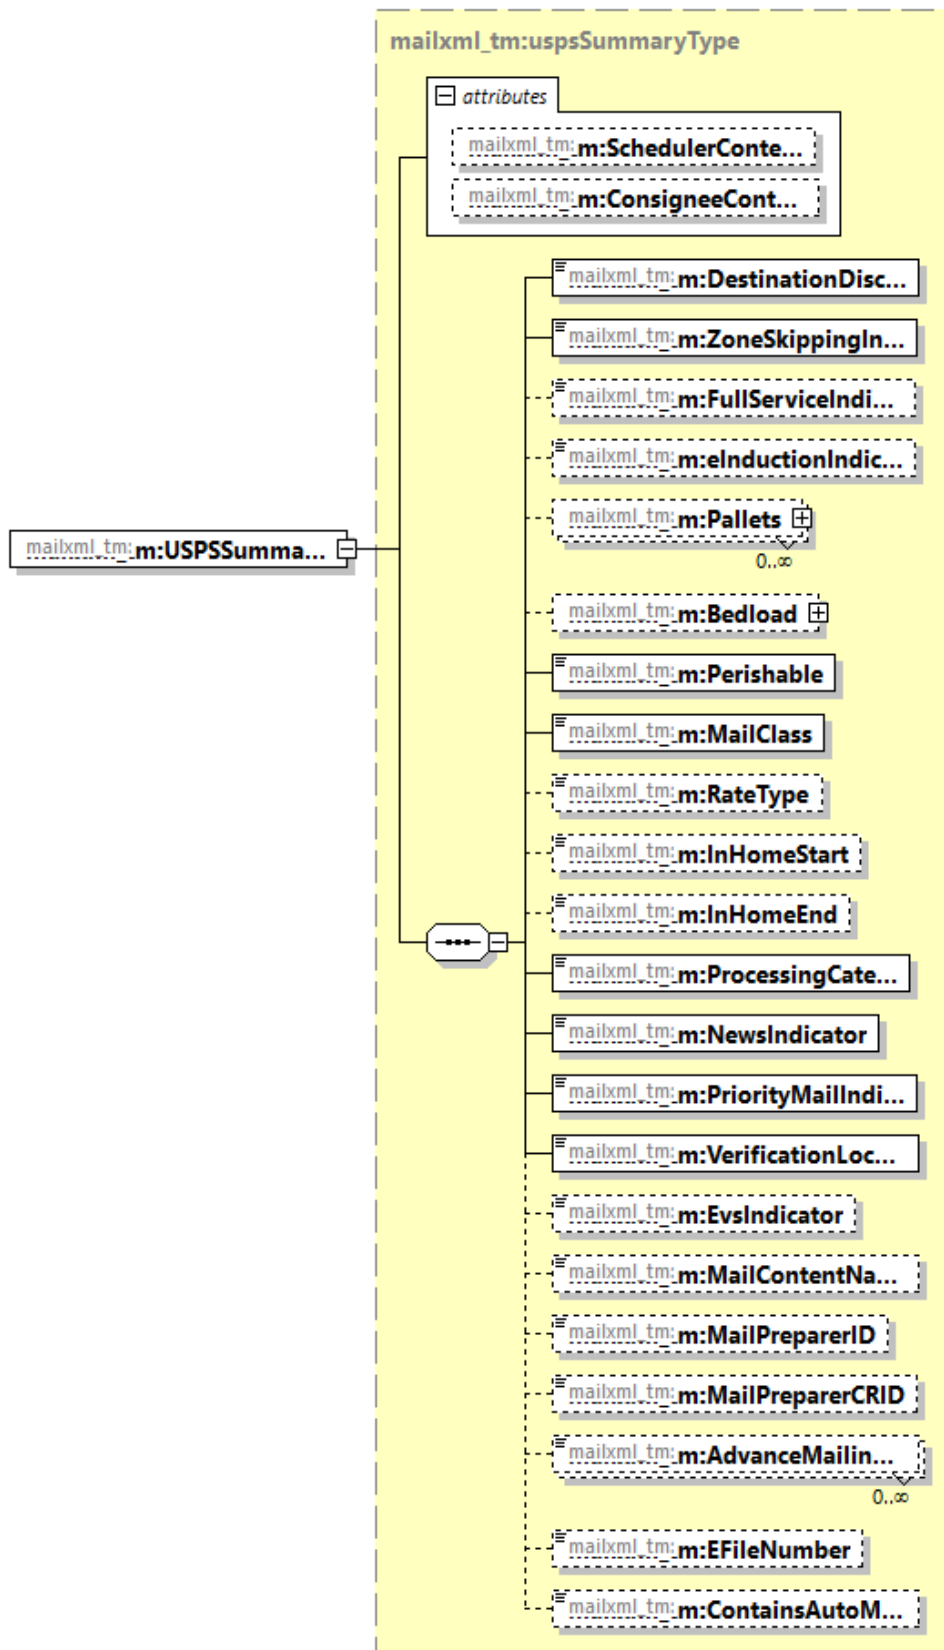 mailxml_tm:uspsSummaryType
attributes
mailxml_tm:m:SchedulerConte...
mailxml_tm:m:ConsigneeCont...
mailxml_tm:m:DestinationDisc...
mailxml_tm:m:ZoneSkippingIn...
mailxml_tm:m:FullServiceIndi...
mailxml_tm:m:eInductionIndic...
mailxml_tm:m:Pallets
0..∞
mailxml_tm:m:USPSSumma...
mailxml_tm:m:Bedload
mailxml_tm:m:Perishable
mailxml_tm:m:MailClass
mailxml_tm:m:RateType
mailxml_tm:m:InHomeStart
mailxml_tm:m:InHomeEnd
mailxml_tm:m:ProcessingCate...
mailxml_tm:m:NewsIndicator
mailxml_tm:m:PriorityMailIndi...
mailxml_tm:m:VerificationLoc...
mailxml_tm:m:EvsIndicator
mailxml_tm:m:MailContentNa...
mailxml_tm:m:MailPreparerID
mailxml_tm:m:MailPreparerCRID
mailxml_tm:m:AdvanceMailin...
0..∞
mailxml_tm:m:EFileNumber
mailxml_tm:m:ContainsAutoM...